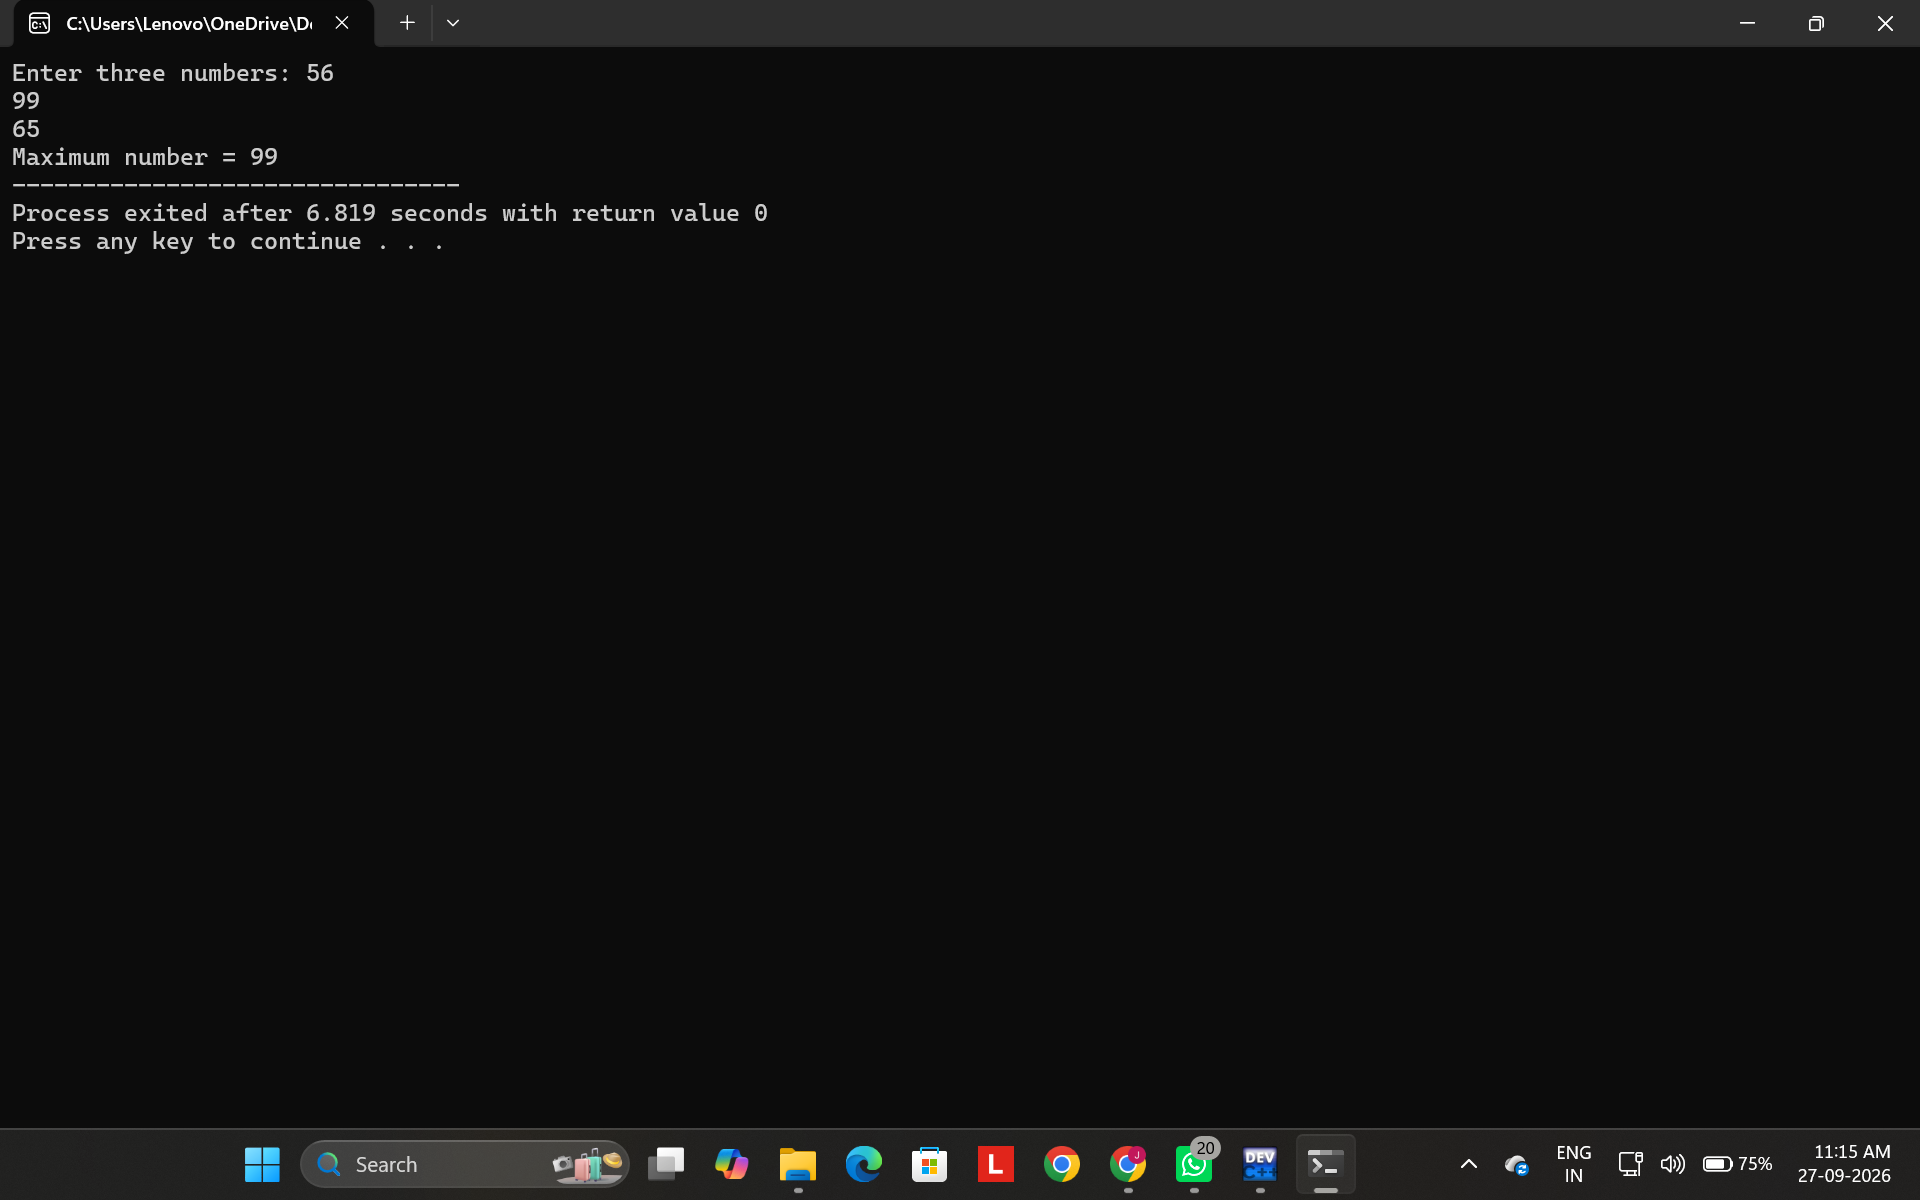 C:\Users\Lenovo\OneDrive\D
Enter three numbers: 56
99
65
Maximum number = 99
--------------------------------
Process exited after 6.819 seconds with return value 0
Press any key to continue . . .
Search
L
J
20
DEV
C++
ENG
IN
75%
11:15 AM
27-09-2026